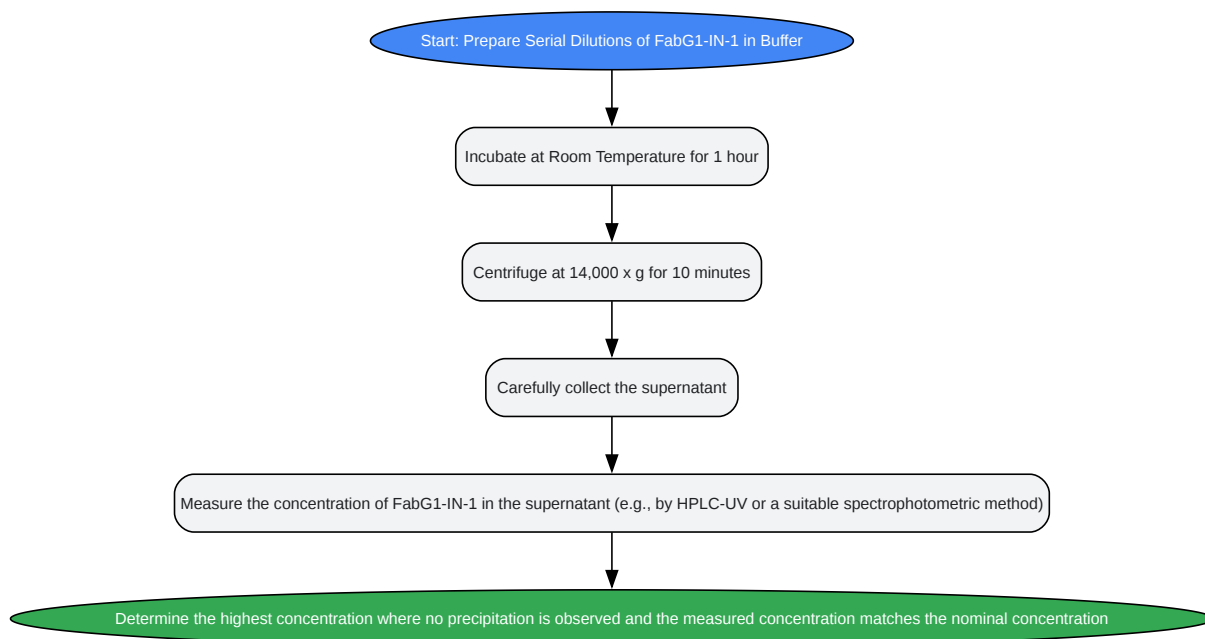 Start: Prepare Serial Dilutions of FabG1-IN-1 in Buffer
Incubate at Room Temperature for 1 hour
Centrifuge at 14,000 x g for 10 minutes
Carefully collect the supernatant
Measure the concentration of FabG1-IN-1 in the supernatant (e.g., by HPLC-UV or a suitable spectrophotometric method)
Determine the highest concentration where no precipitation is observed and the measured concentration matches the nominal concentration